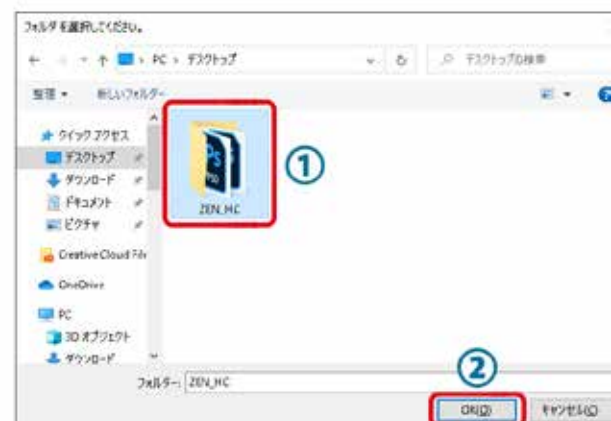 フォルダを選択してください。
PC › デスクトップ
デスクトップの検索
整理
新しいフォルダー
クイック アクセス
デスクトップ
ダウンロード
ドキュメント
ピクチャ
Creative Cloud File
OneDrive
PC
3D オブジェクト
ダウンロード
Ps
ZEN_HC
①
フォルダー: ZEN_HC
②
OK(O)
キャンセル(C)